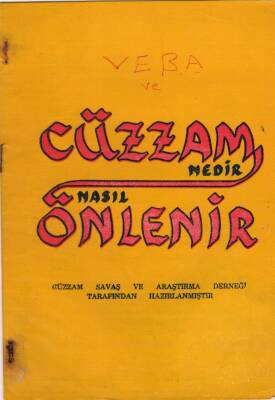 VEBA
ve
CÜZZAM
NEDİR
NASIL
ÖNLENİR
CÜZZAM SAVAŞ VE ARAŞTIRMA DERNEĞİ
TARAFINDAN HAZIRLANMIŞTIR